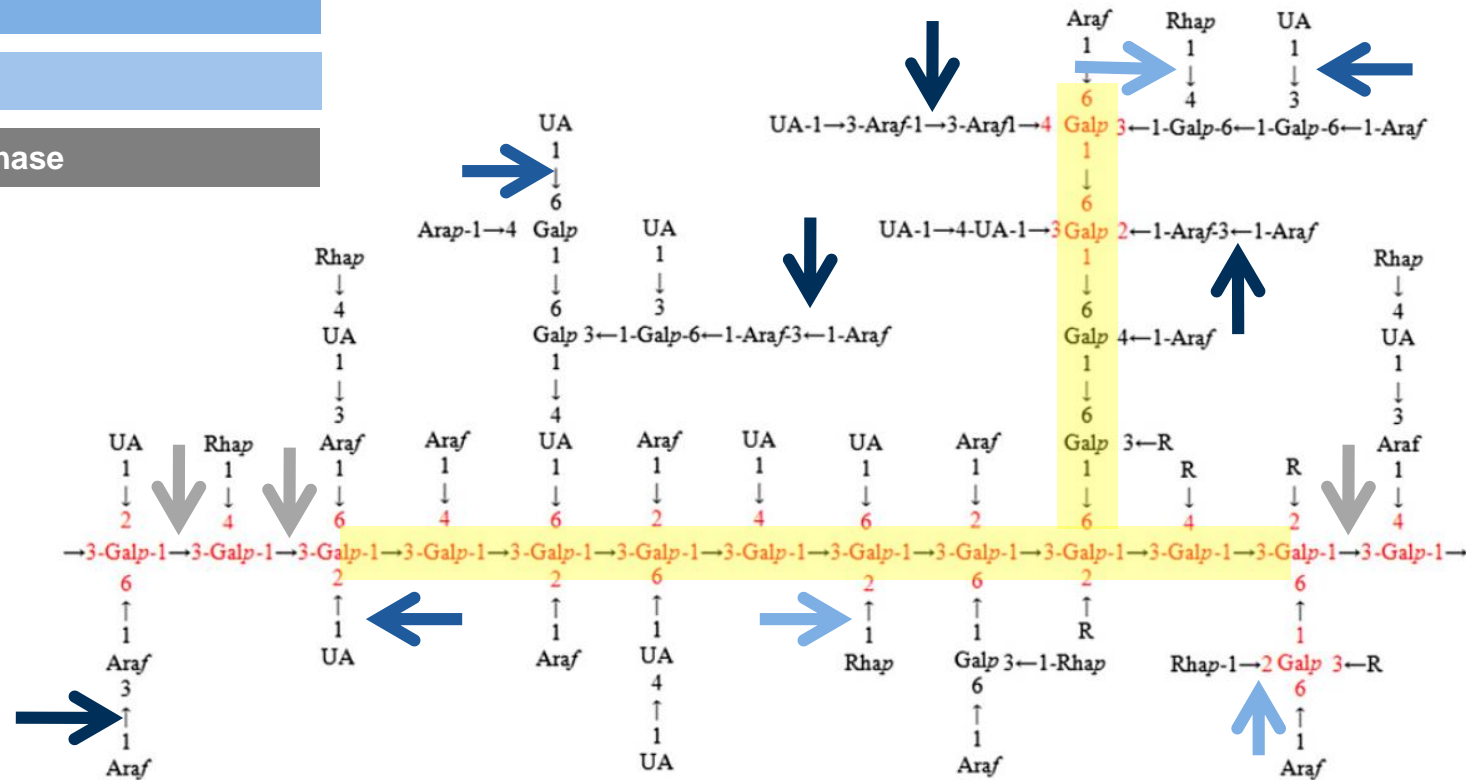 Araf Rhap UA
1 1 1
↓ ↓ ↓
6 4 3
UA-1→3-Araf-1→3-Araf1→4 Galp 3←1-Galp-6←1-Galp-6←1-Araf
UA 1
1 ↓
↓ 6
6
nase
Arap-1→4 Galp UA UA-1→4-UA-1→3Galp 2←1-Araf-3←1-Araf
Rhap 1 1 1 Rhap
↓ ↓ ↓ ↓ ↓
4 6 3 6 4
UA Galp 3←1-Galp-6←1-Araf-3←1-Araf Galp 4←1-Araf UA
1 1 1 1
↓ ↓ ↓ ↓
3 4 6 3
UA Rhap Araf Araf UA Araf UA UA Araf Galp 3←R Araf
1 1 1 1 1 1 1 1 1 1 R R 1
↓ ↓ ↓ ↓ ↓ ↓ ↓ ↓ ↓ ↓ ↓ ↓ ↓
2 4 6 4 6 2 4 6 2 6 4 2 4
→3-Galp-1→3-Galp-1→3-Galp-1→3-Galp-1→3-Galp-1→3-Galp-1→3-Galp-1→3-Galp-1→3-Galp-1→3-Galp-1→3-Galp-1→3-Galp-1→3-Galp-1→
6 2 2 6 2 6 2 6
↑ ↑ ↑ ↑ ↑ ↑ ↑ ↑
1 1 1 1 1 1 R 1
Araf UA Araf UA Rhap Galp 3←1-Rhap Rhap-1→2 Galp 3←R
3 4 6 6
↑ ↑ ↑ ↑
1 1 1 1
Araf UA Araf Araf